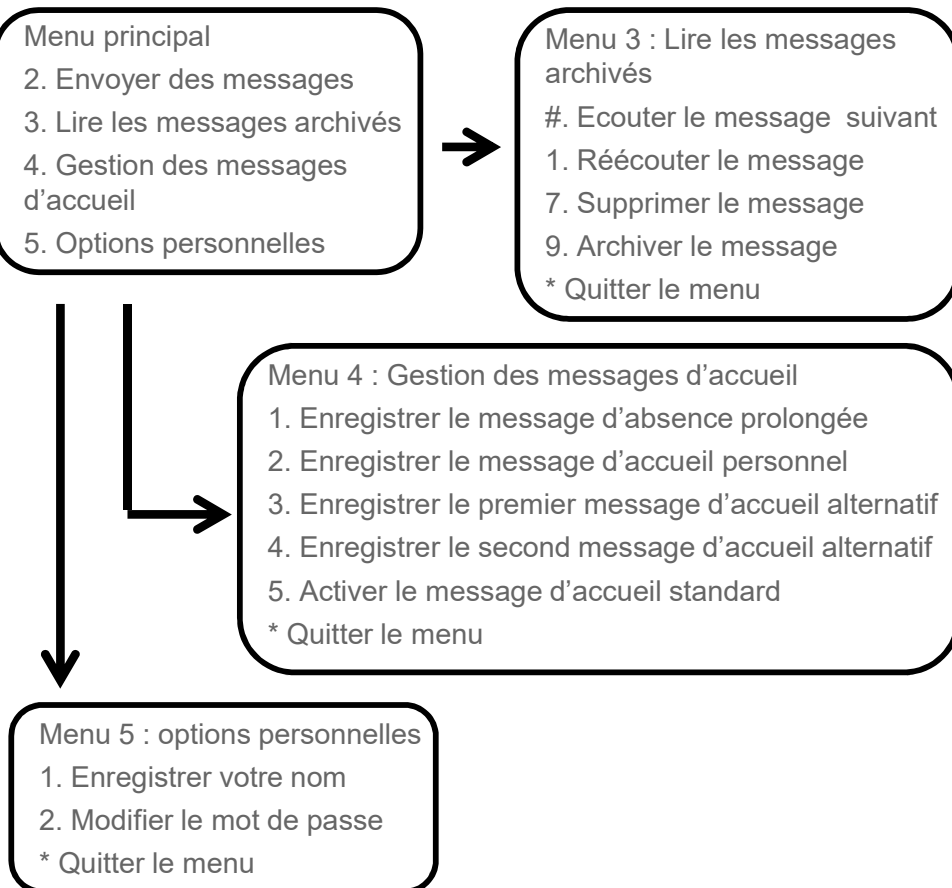 Menu principal
2. Envoyer des messages
3. Lire les messages archivés
4. Gestion des messages
d'accueil
5. Options personnelles
Menu 3 : Lire les messages
archivés
#. Ecouter le message  suivant
1. Réécouter le message
7. Supprimer le message
9. Archiver le message
* Quitter le menu
Menu 4 : Gestion des messages d'accueil
1. Enregistrer le message d'absence prolongée
2. Enregistrer le message d'accueil personnel
3. Enregistrer le premier message d'accueil alternatif
4. Enregistrer le second message d'accueil alternatif
5. Activer le message d'accueil standard
* Quitter le menu
Menu 5 : options personnelles
1. Enregistrer votre nom
2. Modifier le mot de passe
* Quitter le menu